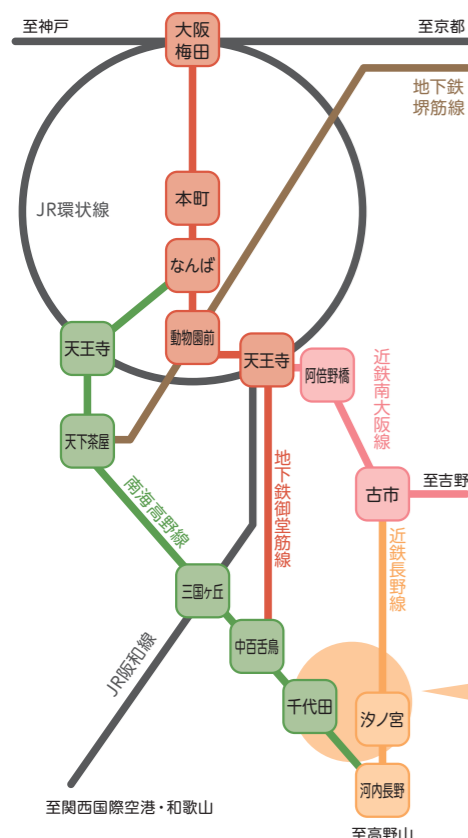 至神戸
至京都
大阪
梅田
地下鉄
堺筋線
本町
JR環状線
なんば
動物園前
天王寺
天王寺
阿倍野橋
近鉄南大阪線
天下茶屋
地下鉄御堂筋線
至吉野
古市
南海高野線
近鉄長野線
三国ヶ丘
中百舌鳥
JR阪和線
千代田
汐ノ宮
河内長野
至関西国際空港・和歌山
至高野山